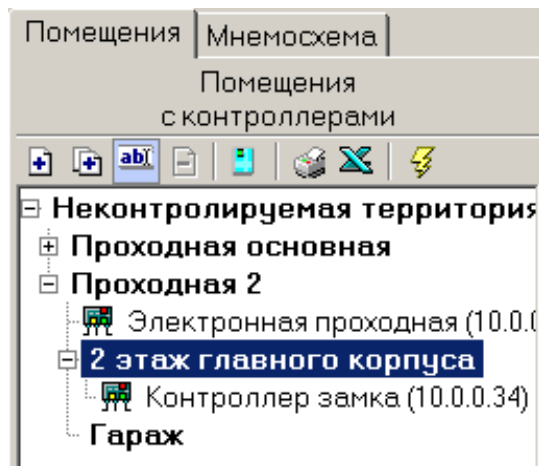 Помещения Мнемосхема
Помещения
с контроллерами
abI
Неконтролируемая территория
Проходная основная
Проходная 2
Электронная проходная (10.0.0
2 этаж главного корпуса
Контроллер замка (10.0.0.34)
Гараж